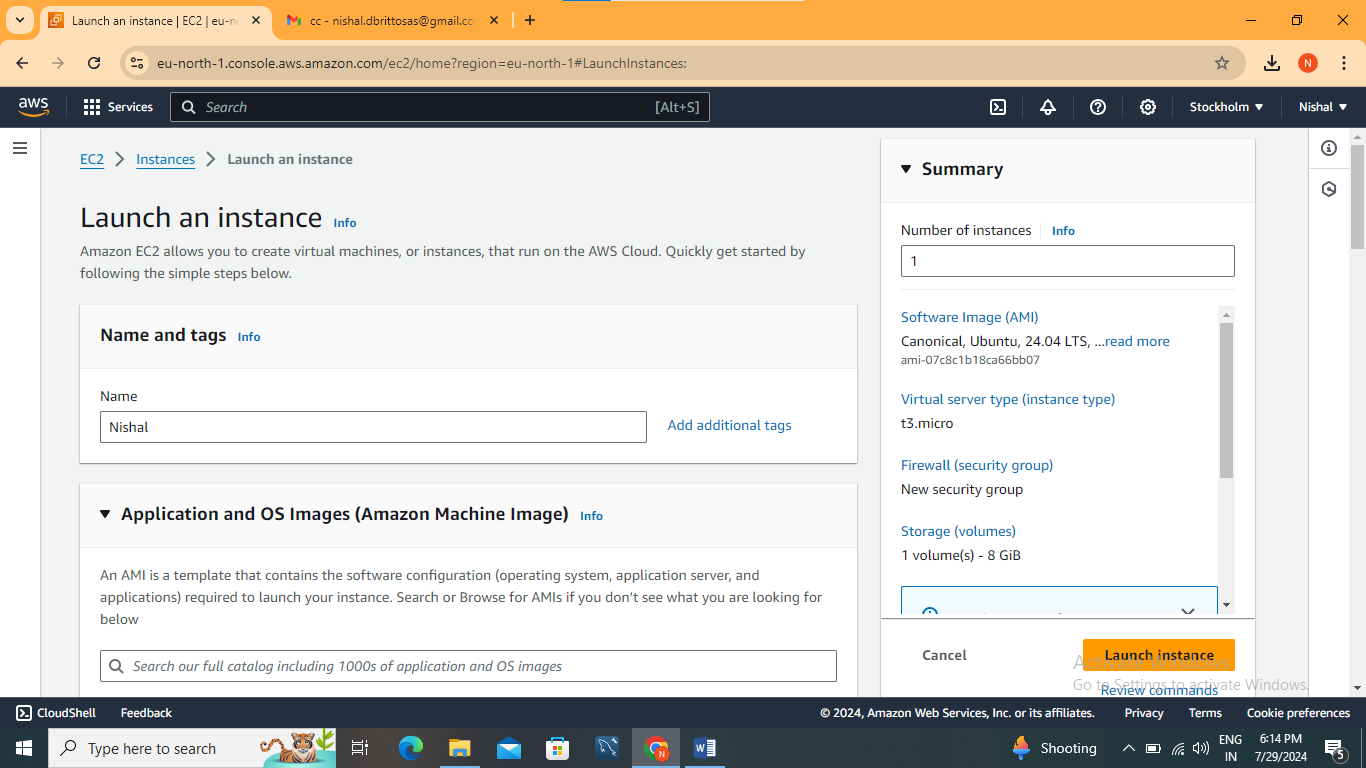 Launch an instance | EC2 | eu-n
cc - nishal.dbrittosas@gmail.co
eu-north-1.console.aws.amazon.com/ec2/home?region=eu-north-1#LaunchInstances:
N
aws
Services
Search
[Alt+S]
Stockholm
Nishal
EC2
Instances
Launch an instance
Launch an instance Info
Amazon EC2 allows you to create virtual machines, or instances, that run on the AWS Cloud. Quickly get started by
following the simple steps below.
Name and tags Info
Name
Nishal
Add additional tags
Application and OS Images (Amazon Machine Image) Info
An AMI is a template that contains the software configuration (operating system, application server, and
applications) required to launch your instance. Search or Browse for AMIs if you don't see what you are looking for
below
Search our full catalog including 1000s of application and OS images
Summary
Number of instances Info
1
Software Image (AMI)
Canonical, Ubuntu, 24.04 LTS, ...read more
ami-07c8c1b18ca66bb07
Virtual server type (instance type)
t3.micro
Firewall (security group)
New security group
Storage (volumes)
1 volume(s) - 8 GiB
Cancel
Launch instance
Review commands
Activate Windows
Go to Settings to activate Windows.
CloudShell
Feedback
© 2024, Amazon Web Services, Inc. or its affiliates.
Privacy
Terms
Cookie preferences
Type here to search
N
Shooting
ENG
IN
6:14 PM
7/29/2024
5